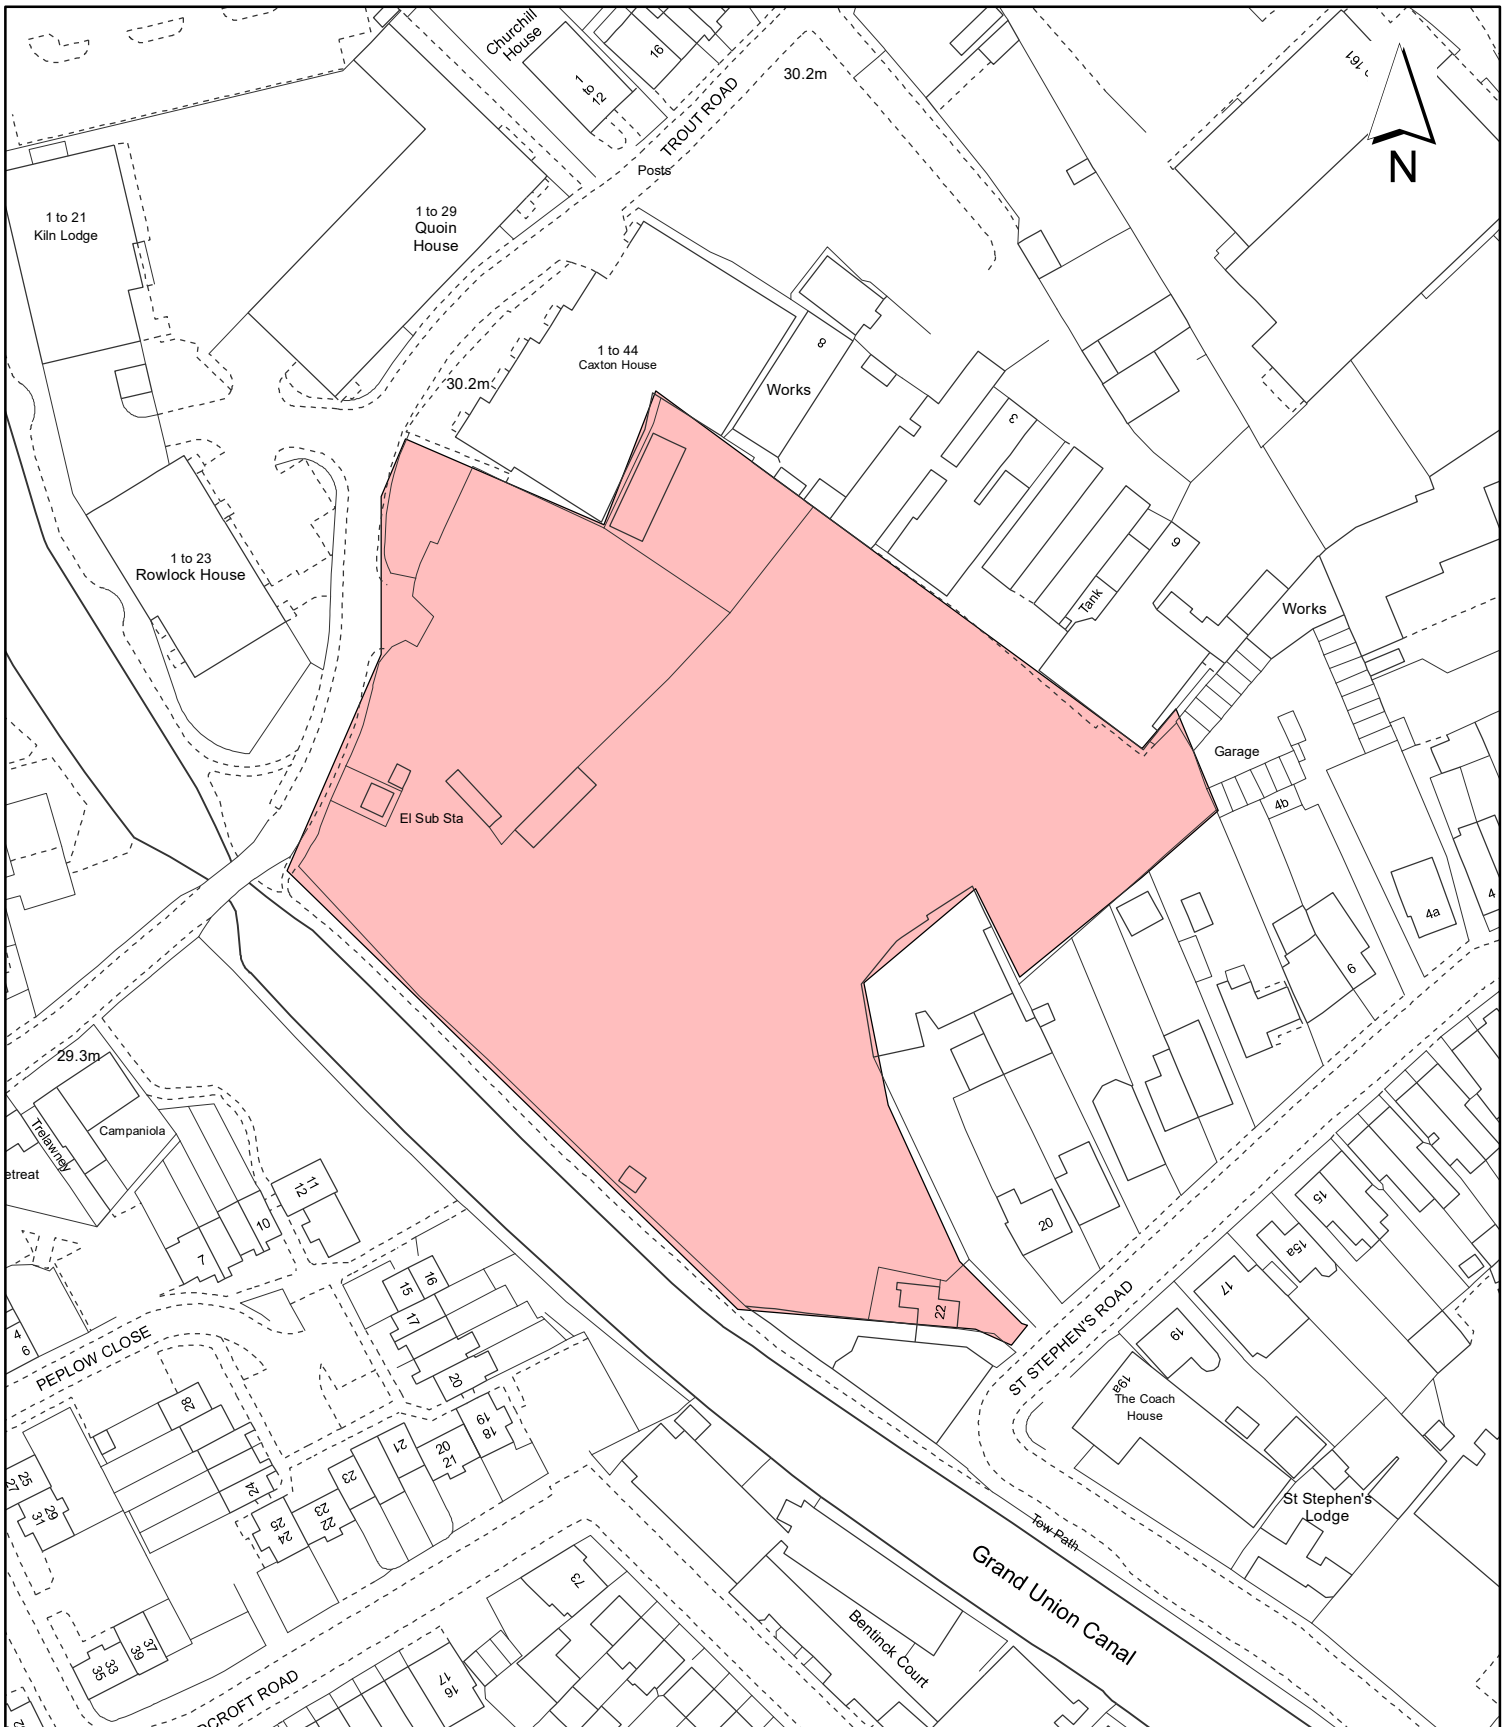 Churchill
House
16
1
to
12
30.2m
TROUT ROAD
Posts
161
N
1 to 21
Kiln Lodge
1 to 29
Quoin
House
1 to 44
Caxton House
30.2m
8
Works
3
1 to 23
Rowlock House
6
Tank
Works
Garage
4b
El Sub Sta
4a
4
6
29.3m
Trelawney
Campaniola
etreat
11
12
10
7
20
15
15a
17
22
16
15
17
ST STEPHEN'S ROAD
19
19a
The Coach
House
4
6
PEPLOW CLOSE
20
28
19
18
21
20
21
23
24
25
27
29
31
23
22
25
24
St Stephen's
Lodge
Tow Path
Grand Union Canal
73
Bentinck Court
37
39
33
35
17
16
DCROFT ROAD